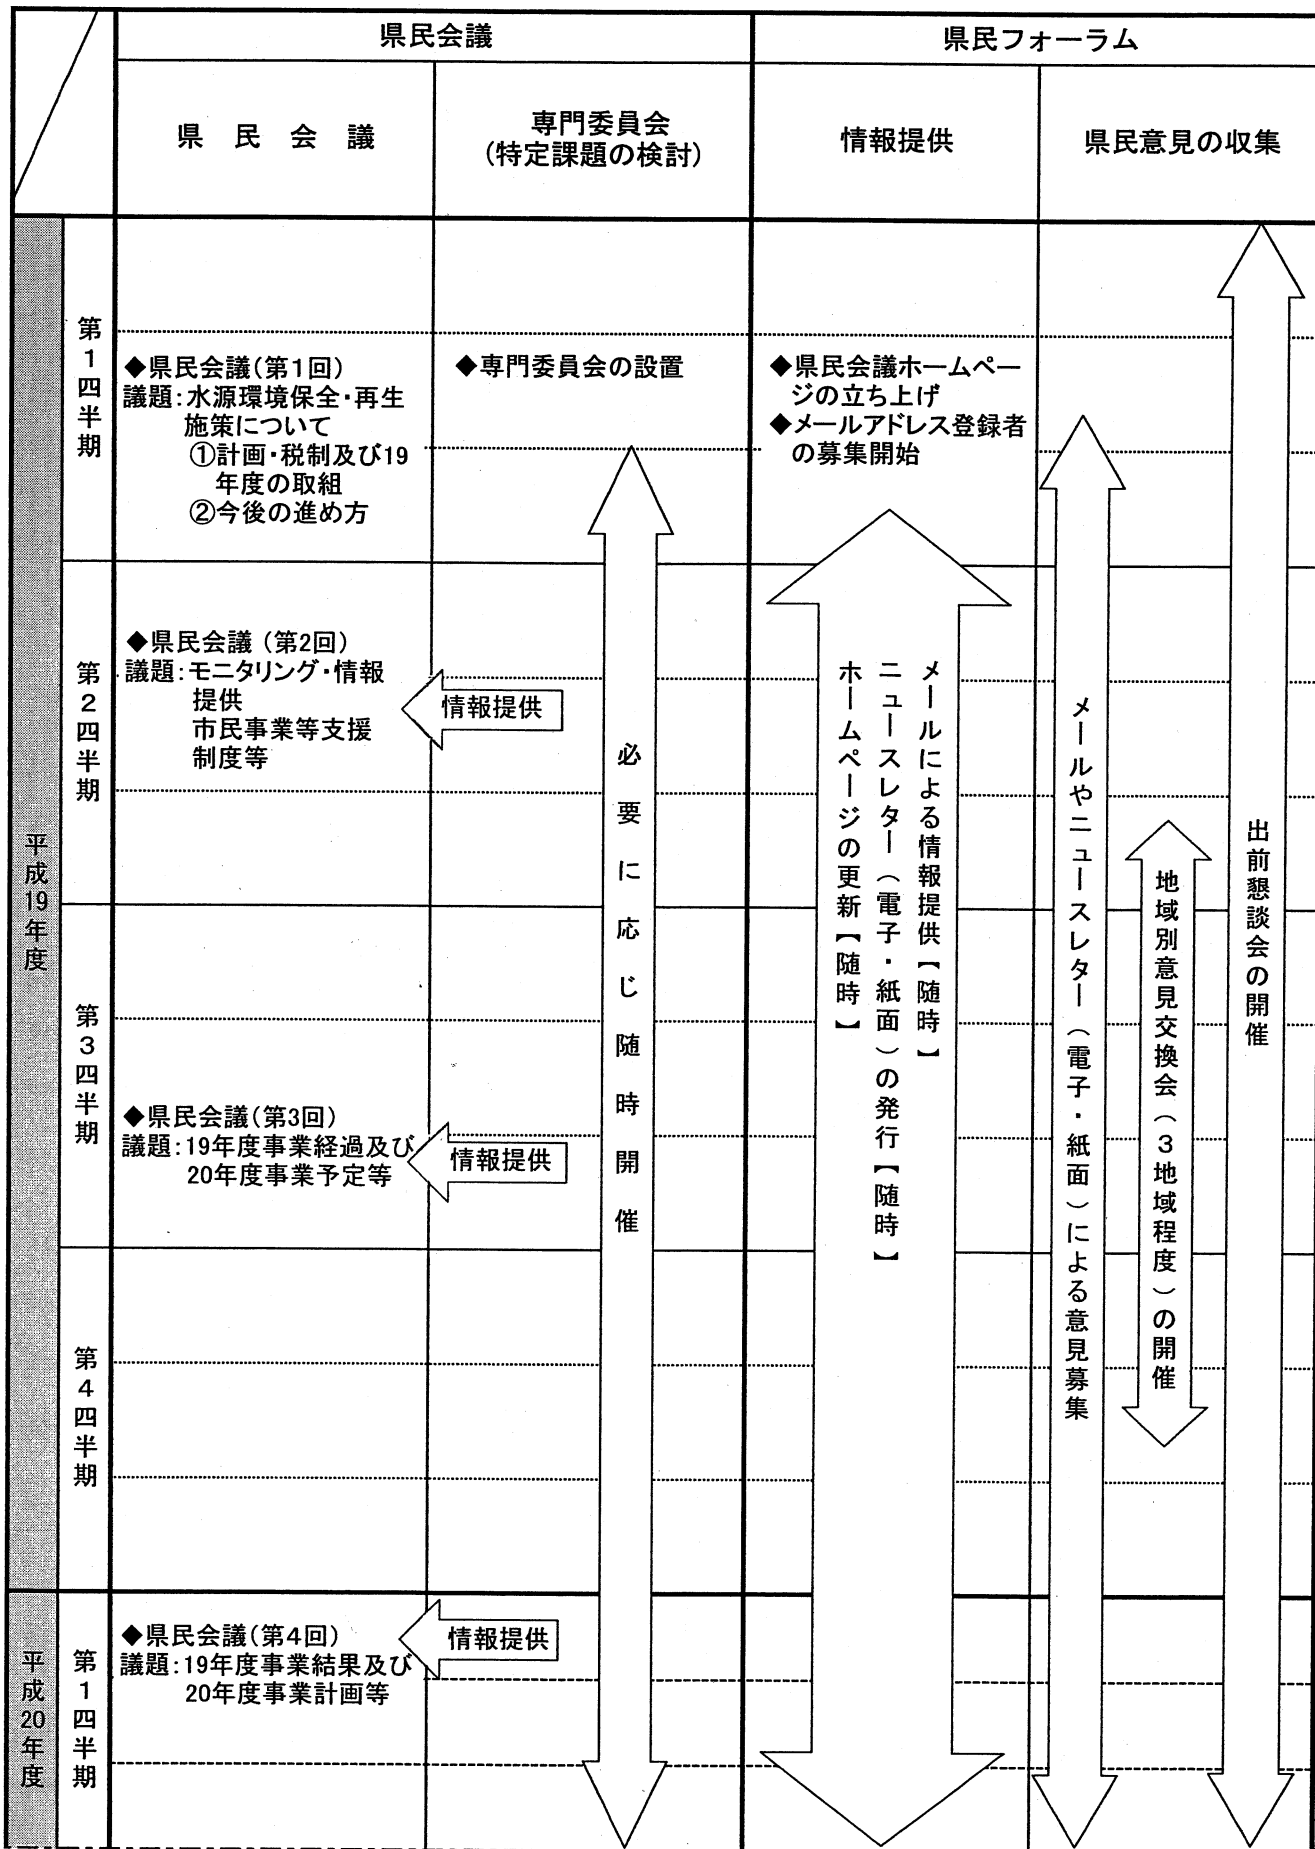 県民会議
県民フォーラム
県 民 会 議
専門委員会
(特定課題の検討)
情報提供
県民意見の収集
平成19年度
第1四半期
◆県民会議(第1回)
議題:水源環境保全・再生
施策について
①計画・税制及び19
年度の取組
②今後の進め方
◆専門委員会の設置
◆県民会議ホームペー
ジの立ち上げ
◆メールアドレス登録者
の募集開始
第2四半期
◆県民会議 (第2回)
議題:モニタリング・情報
提供
市民事業等支援
制度等
情報提供
必要に応じ随時開催
メールによる情報提供【随時】
ニュースレター(電子・紙面)の発行【随時】
ホームページの更新【随時】
メールやニュースレター(電子・紙面)による意見募集
地域別意見交換会(3地域程度)の開催
出前懇談会の開催
第3四半期
◆県民会議(第3回)
議題:19年度事業経過及び
20年度事業予定等
情報提供
第4四半期
平成20年度
第1四半期
◆県民会議(第4回)
議題:19年度事業結果及び
20年度事業計画等
情報提供